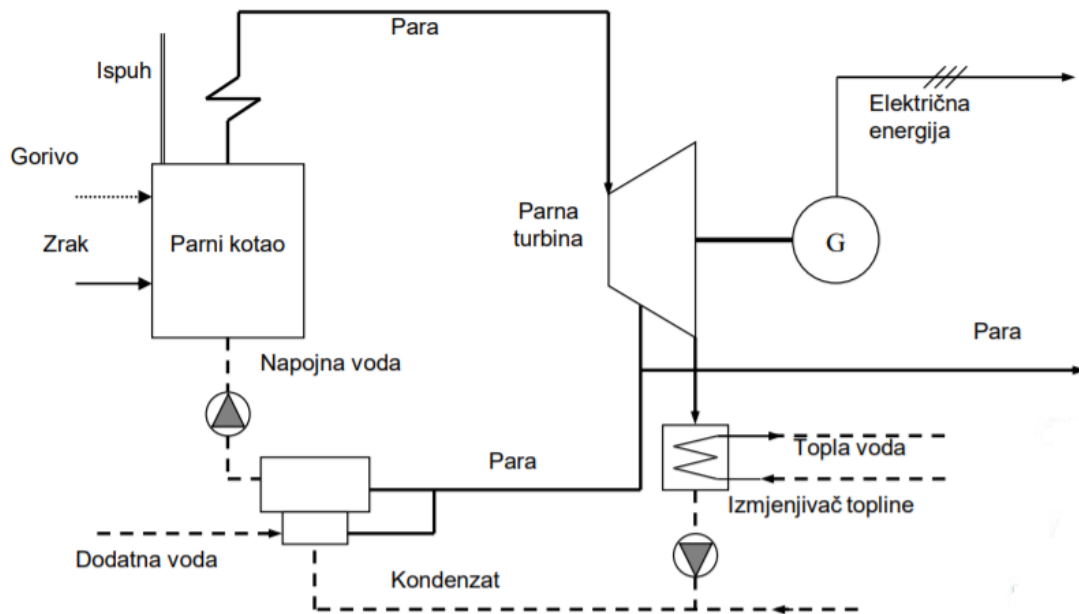 Para
Ispuh
Električna
energija
Gorivo
Parna
turbina
Zrak
Parni kotao
G
Para
Napojna voda
Topla voda
Para
Izmjenjivač topline
Dodatna voda
Kondenzat